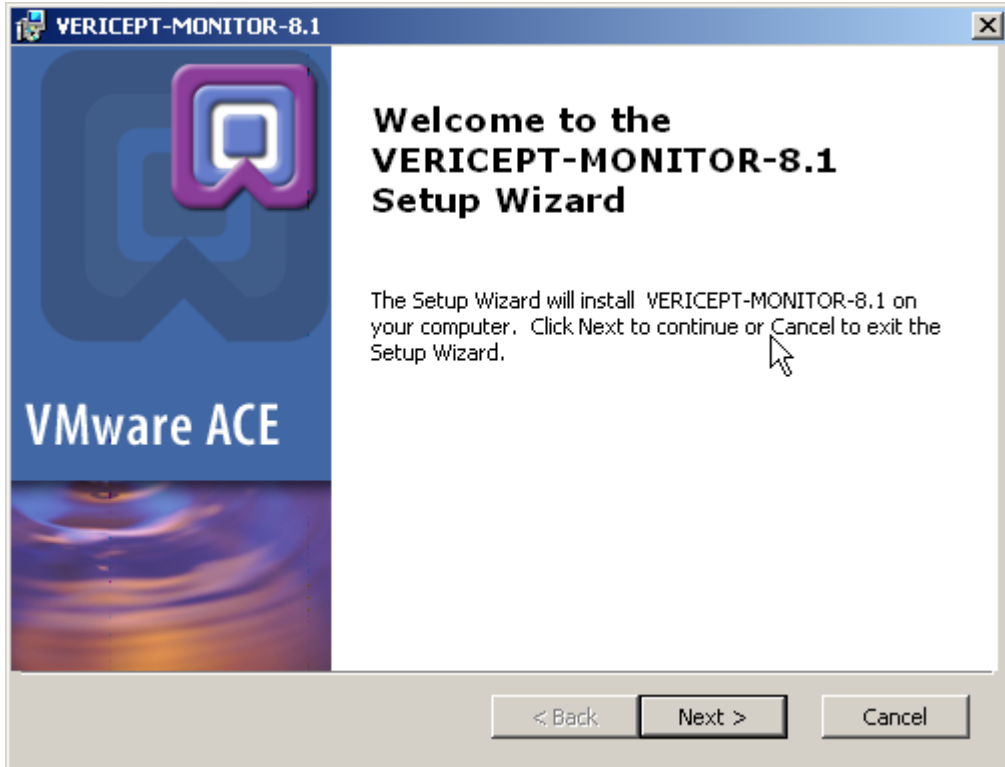 VERICEPT-MONITOR-8.1
Welcome to the
VERICEPT-MONITOR-8.1
Setup Wizard
The Setup Wizard will install VERICEPT-MONITOR-8.1 on
your computer. Click Next to continue or Cancel to exit the
Setup Wizard.
VMware ACE
< Back
Next >
Cancel